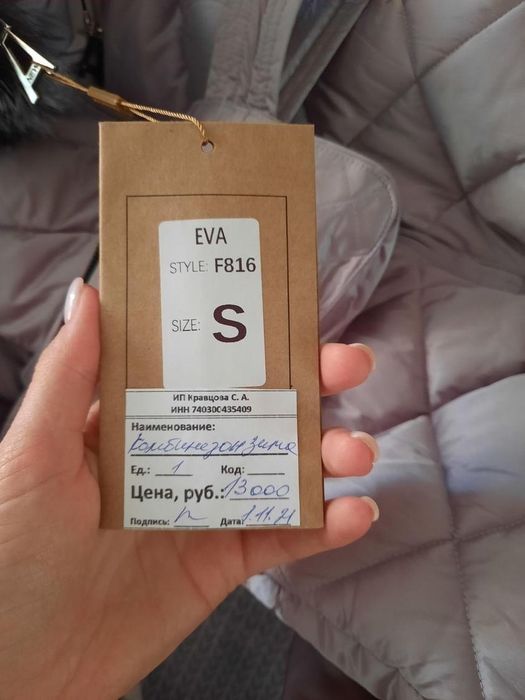 EVA
STYLE: F816
SIZE: S
ИП Кравцова С. А.
ИНН 740300435409
Наименование:
Комбинезон зима
Ед.: 1 Код:
Цена, руб.: 13000
Подпись: Дата: 1.11.21